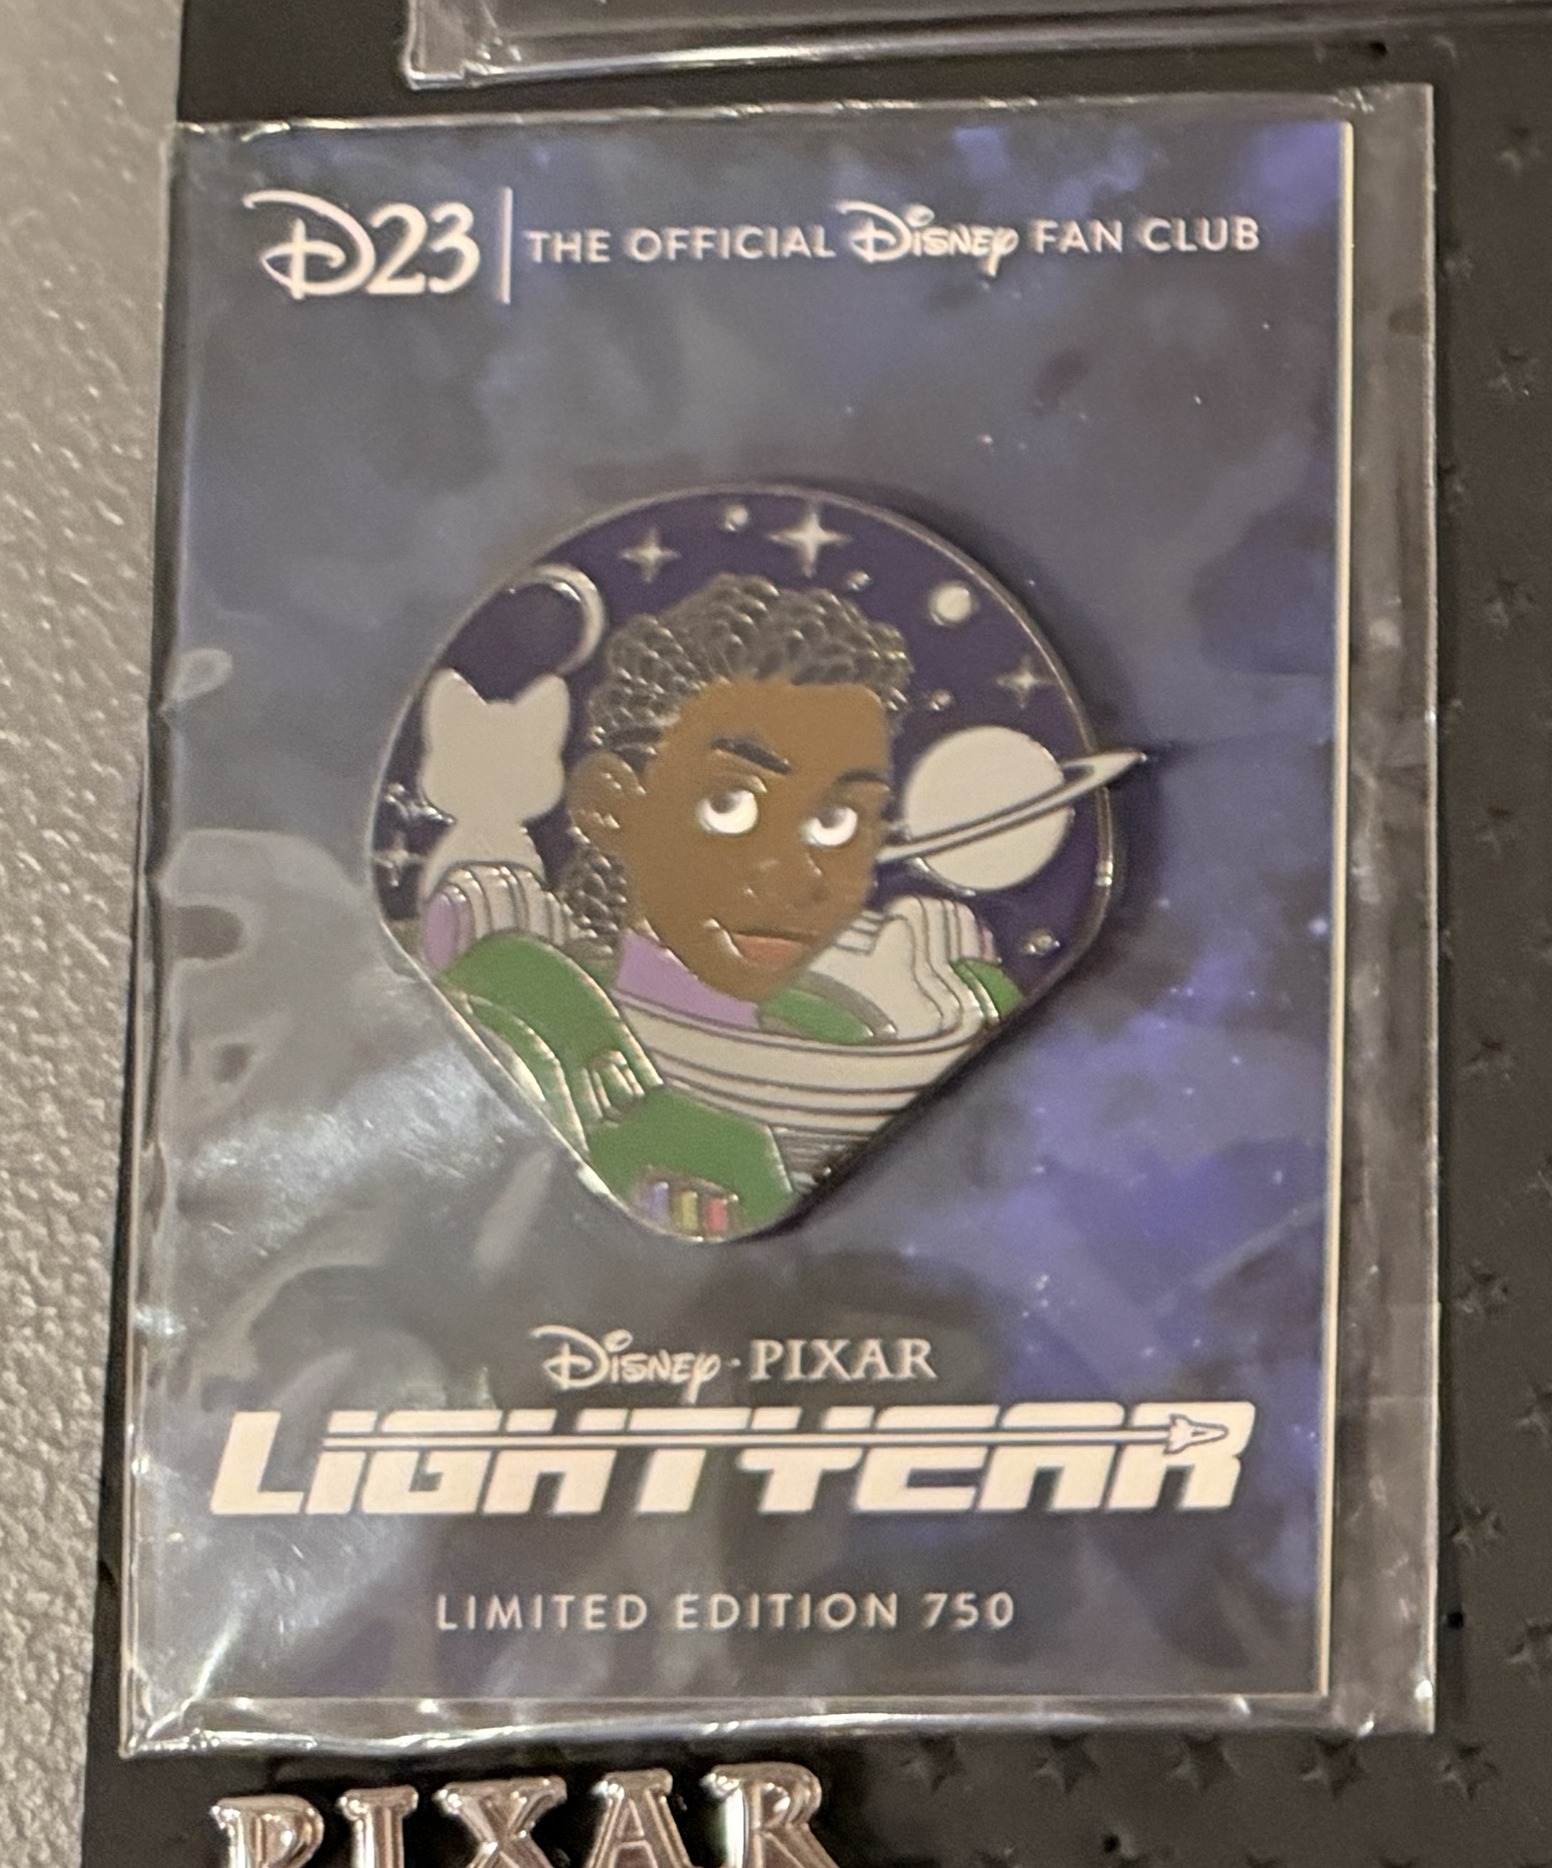 D23 | THE OFFICIAL Disney FAN CLUB
Disney · PIXAR
LIGHTYEAR
LIMITED EDITION 750
PIXAR